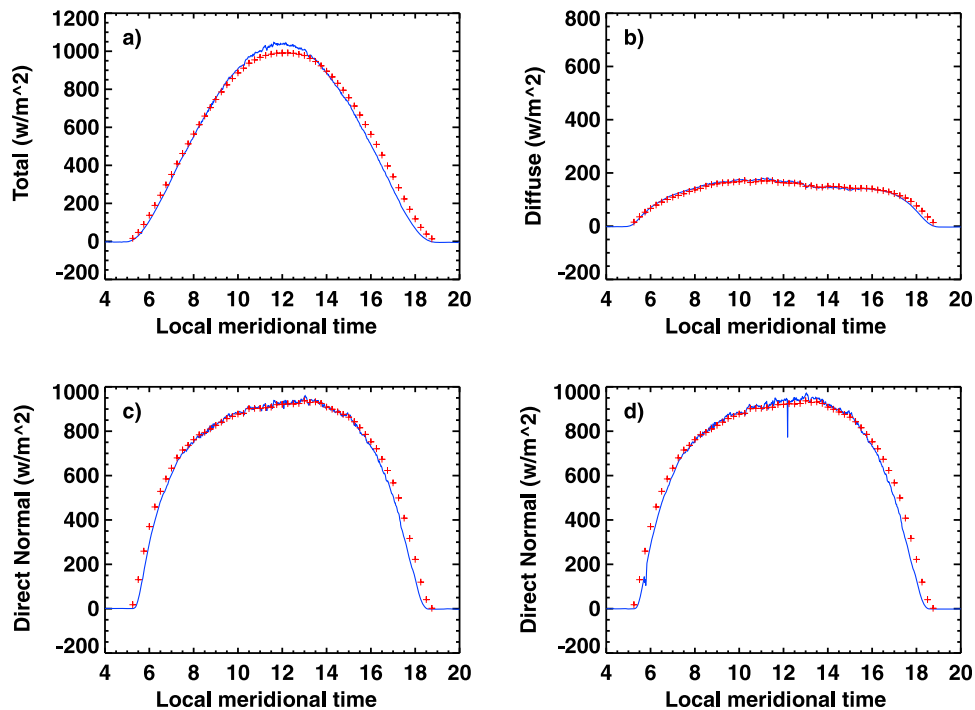 a)
Total (w/m^2)
1200
1000
800
600
400
200
0
-200
4 6 8 10 12 14 16 18 20
Local meridional time
b)
Diffuse (w/m^2)
800
600
400
200
0
-200
4 6 8 10 12 14 16 18 20
Local meridional time
c)
Direct Normal (w/m^2)
1000
800
600
400
200
0
-200
4 6 8 10 12 14 16 18 20
Local meridional time
d)
Direct Normal (w/m^2)
1000
800
600
400
200
0
-200
4 6 8 10 12 14 16 18 20
Local meridional time